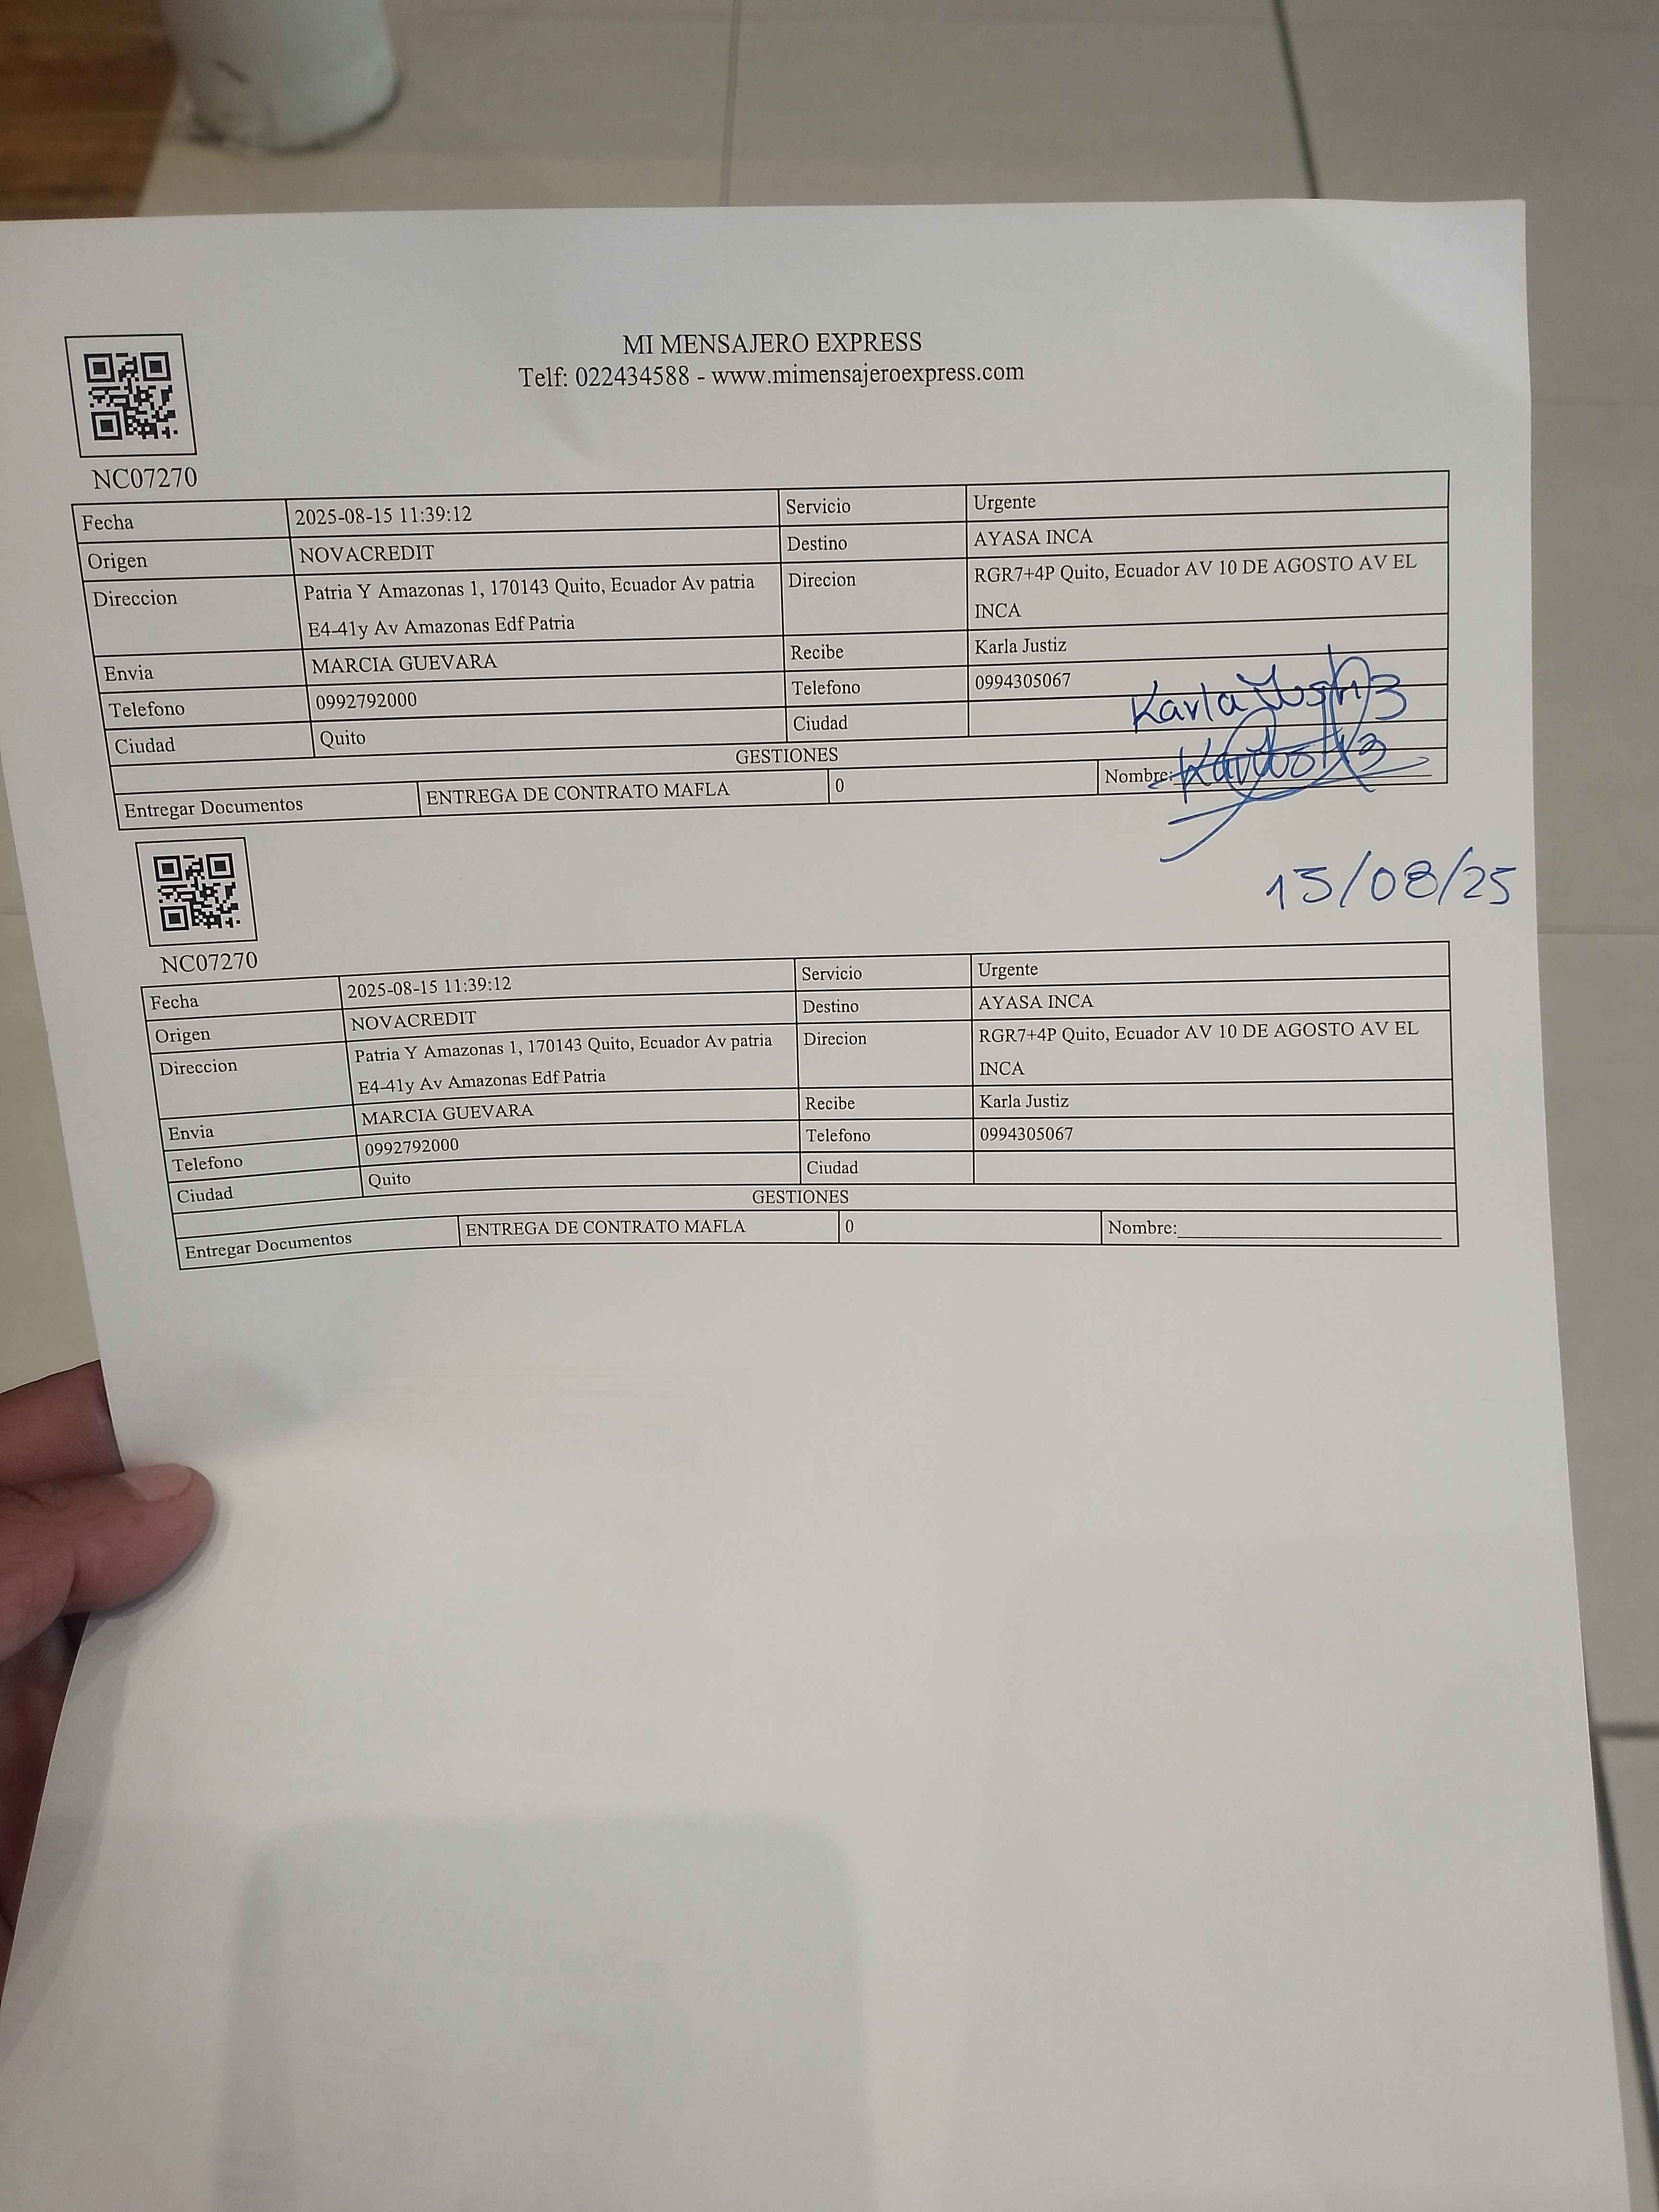 MI MENSAJERO EXPRESS
Telf: 022434588 - www.mimensajeroexpress.com
NC07270
Fecha 2025-08-15 11:39:12 Servicio Urgente
Origen NOVACREDIT Destino AYASA INCA
Direccion Patria Y Amazonas 1, 170143 Quito, Ecuador Av patria Direcion RGR7+4P Quito, Ecuador AV 10 DE AGOSTO AV EL
E4-41y Av Amazonas Edf Patria INCA
Envia MARCIA GUEVARA Recibe Karla Justiz
Telefono 0992792000 Telefono 0994305067
Karla Justiz
Ciudad Quito Ciudad
GESTIONES
Entregar Documentos ENTREGA DE CONTRATO MAFLA 0 Nombre:
15/08/25
NC07270
Fecha 2025-08-15 11:39:12 Servicio Urgente
Origen NOVACREDIT Destino AYASA INCA
Direccion Patria Y Amazonas 1, 170143 Quito, Ecuador Av patria Direcion RGR7+4P Quito, Ecuador AV 10 DE AGOSTO AV EL
E4-41y Av Amazonas Edf Patria INCA
Envia MARCIA GUEVARA Recibe Karla Justiz
Telefono 0992792000 Telefono 0994305067
Ciudad Quito Ciudad
GESTIONES
Entregar Documentos ENTREGA DE CONTRATO MAFLA 0 Nombre: